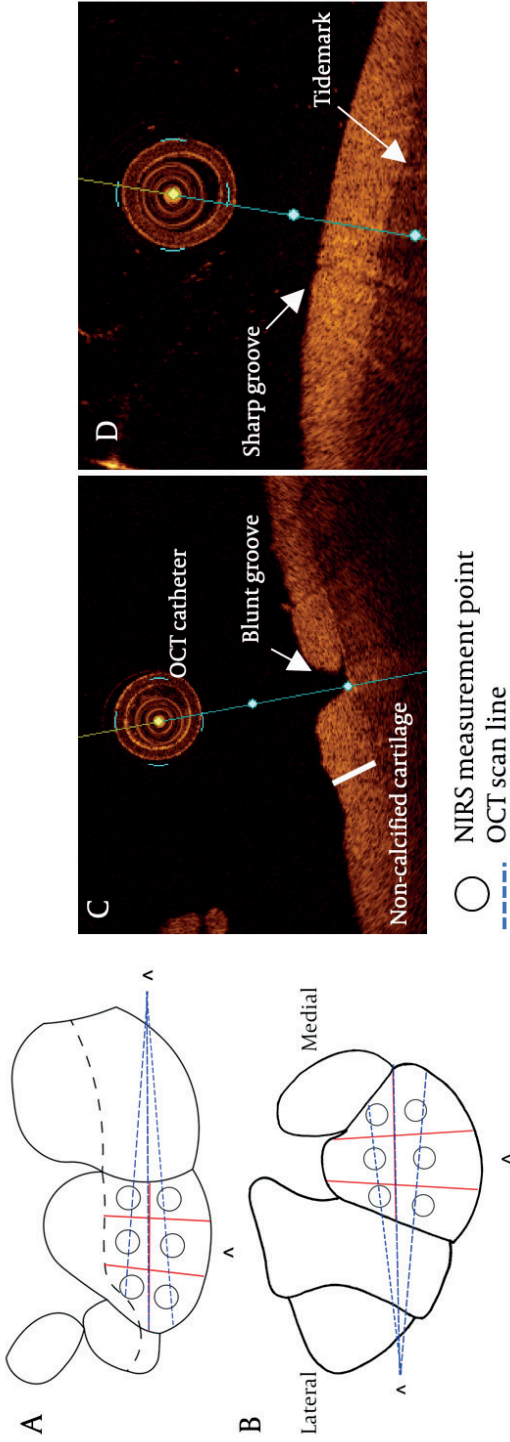 A
B
Lateral
Medial
<
<
<
<
C
OCT catheter
Blunt groove
Non-calcified cartilage
D
Sharp groove
Tidemark
NIRS measurement point
OCT scan line